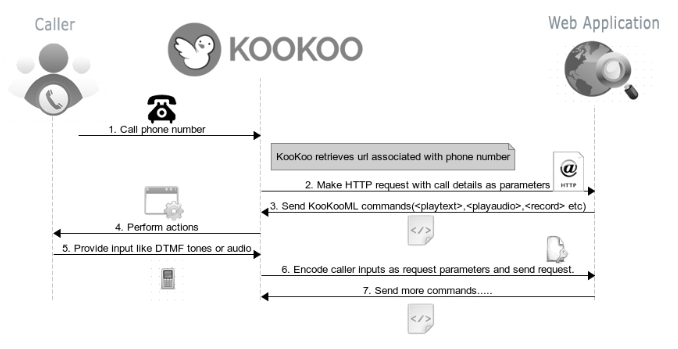 Caller
KOOKOO
Web Application
1. Call phone number
KooKoo retrieves url associated with phone number
2. Make HTTP request with call details as parameters
@
HTTP
3. Send KooKooML commands(<playtext>,<playaudio>,<record> etc)
4. Perform actions
</>
5. Provide input like DTMF tones or audio
6. Encode caller inputs as request parameters and send request.
7. Send more commands.....
</>